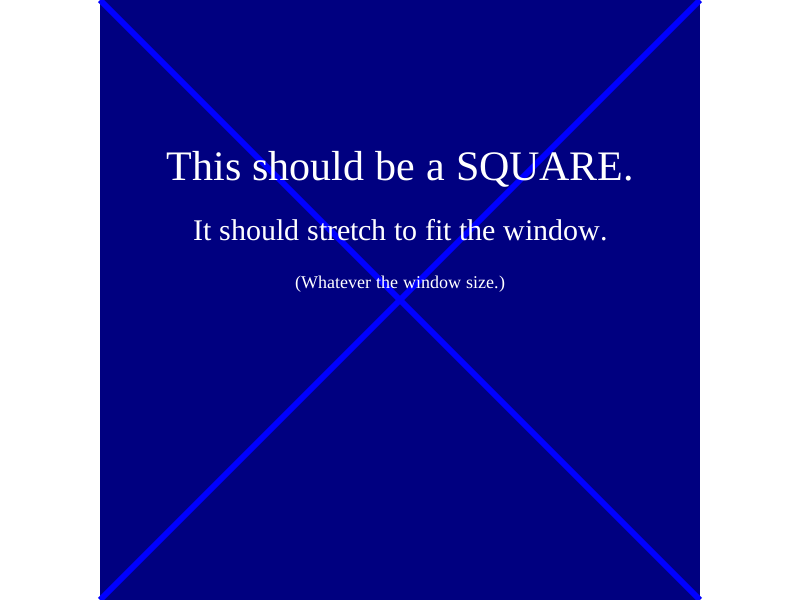 This should be a SQUARE.
It should stretch to fit the window.
(Whatever the window size.)